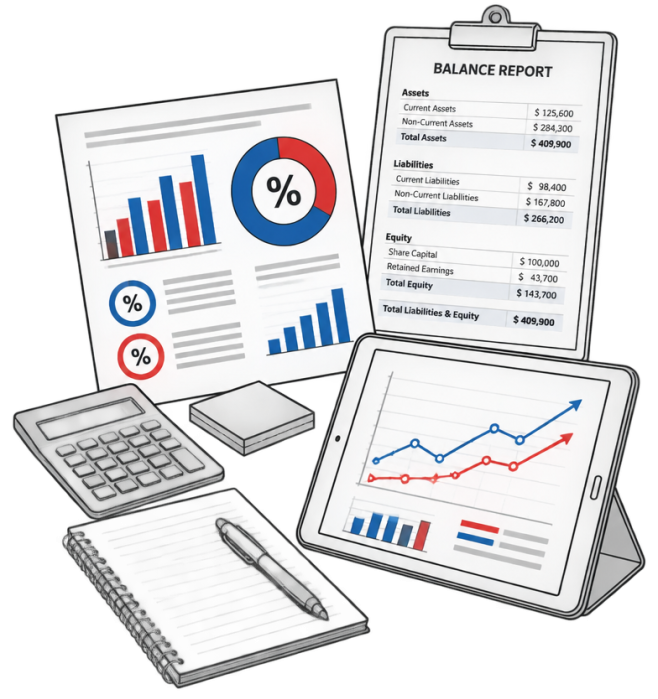 %
%
%
BALANCE REPORT
Assets
Current Assets $ 125,600
Non-Current Assets $ 284,300
Total Assets $ 409,900
Liabilities
Current Liabilities $ 98,400
Non-Current Liabilities $ 167,800
Total Liabilities $ 266,200
Equity
Share Capital $ 100,000
Retained Earnings $ 43,700
Total Equity $ 143,700
Total Liabilities & Equity $ 409,900